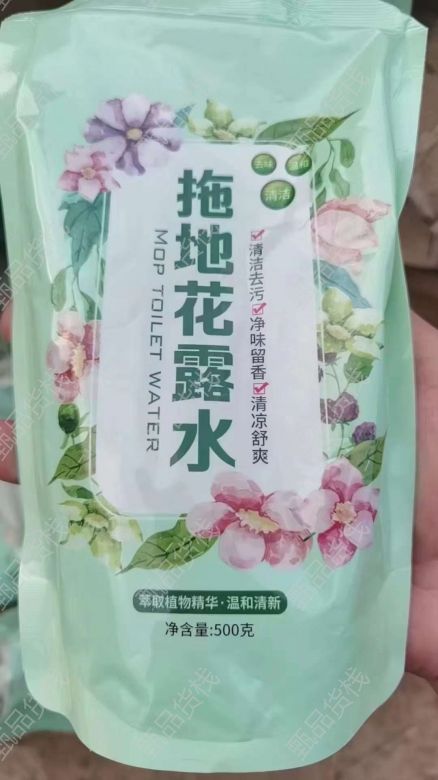 去味
温和
清洁
拖地花露水
MOP TOILET WATER
清洁去污
净味留香
清凉舒爽
萃取植物精华·温和清新
净含量:500克
甄品货栈